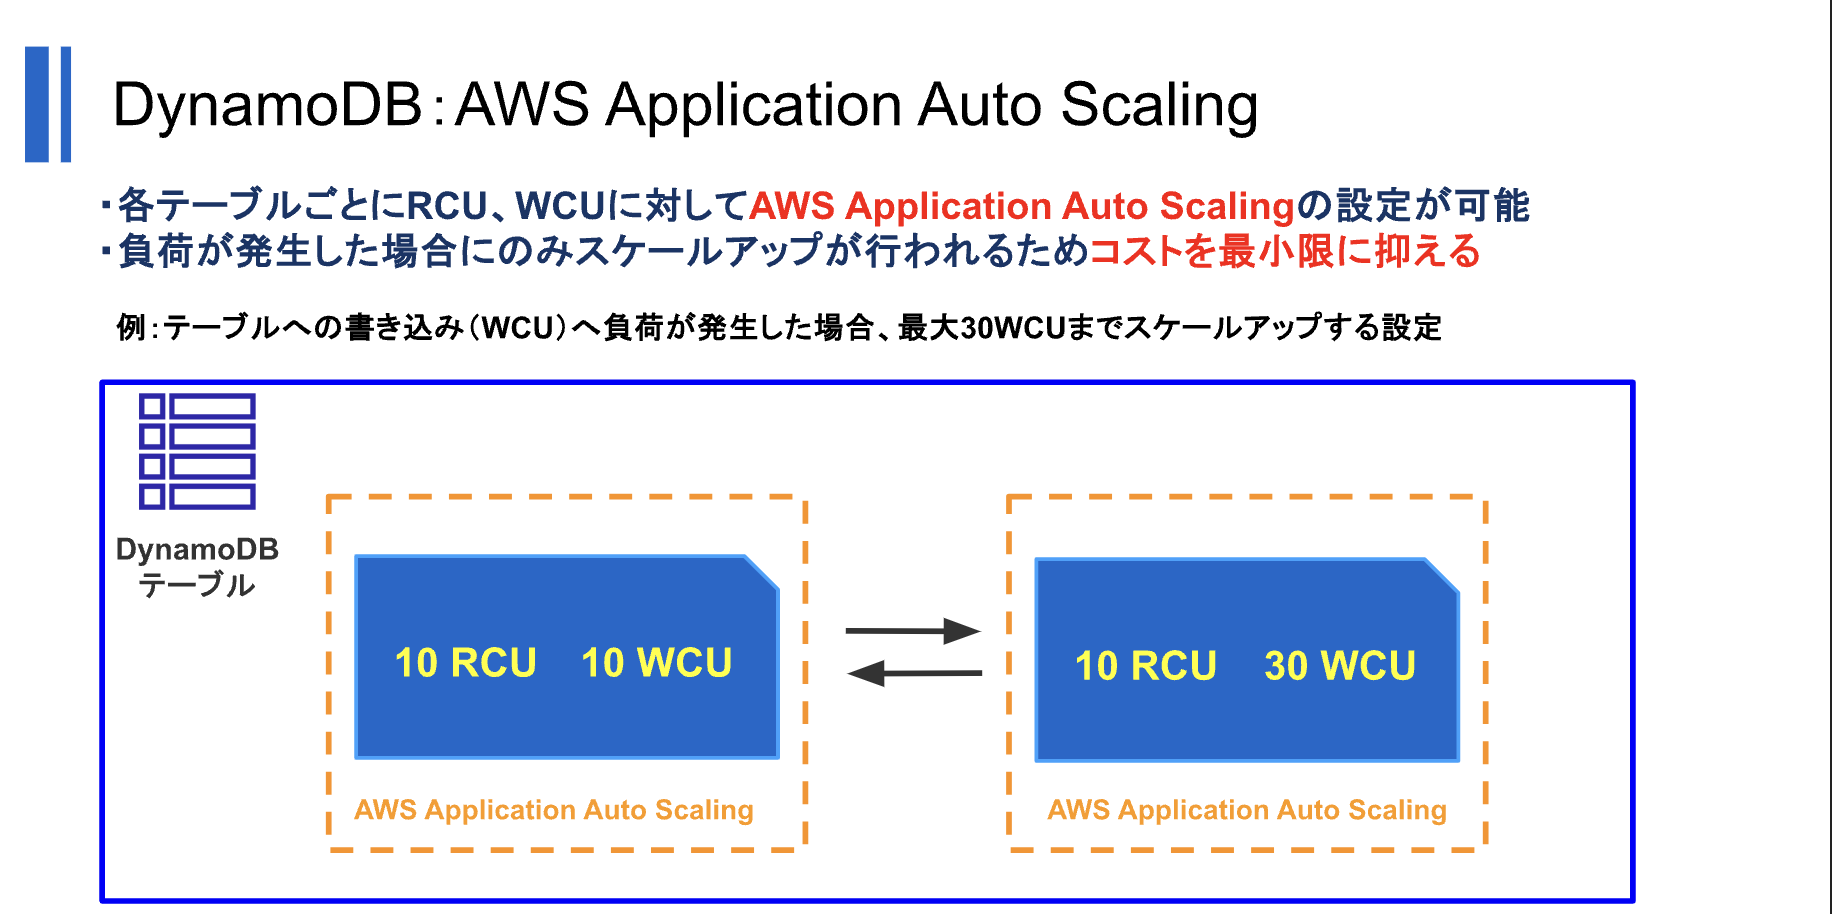 DynamoDB：AWS Application Auto Scaling
・各テーブルごとにRCU、WCUに対してAWS Application Auto Scalingの設定が可能
・負荷が発生した場合にのみスケールアップが行われるためコストを最小限に抑える
例：テーブルへの書き込み（WCU）へ負荷が発生した場合、最大30WCUまでスケールアップする設定
DynamoDB
テーブル
10 RCU 10 WCU
AWS Application Auto Scaling
10 RCU 30 WCU
AWS Application Auto Scaling